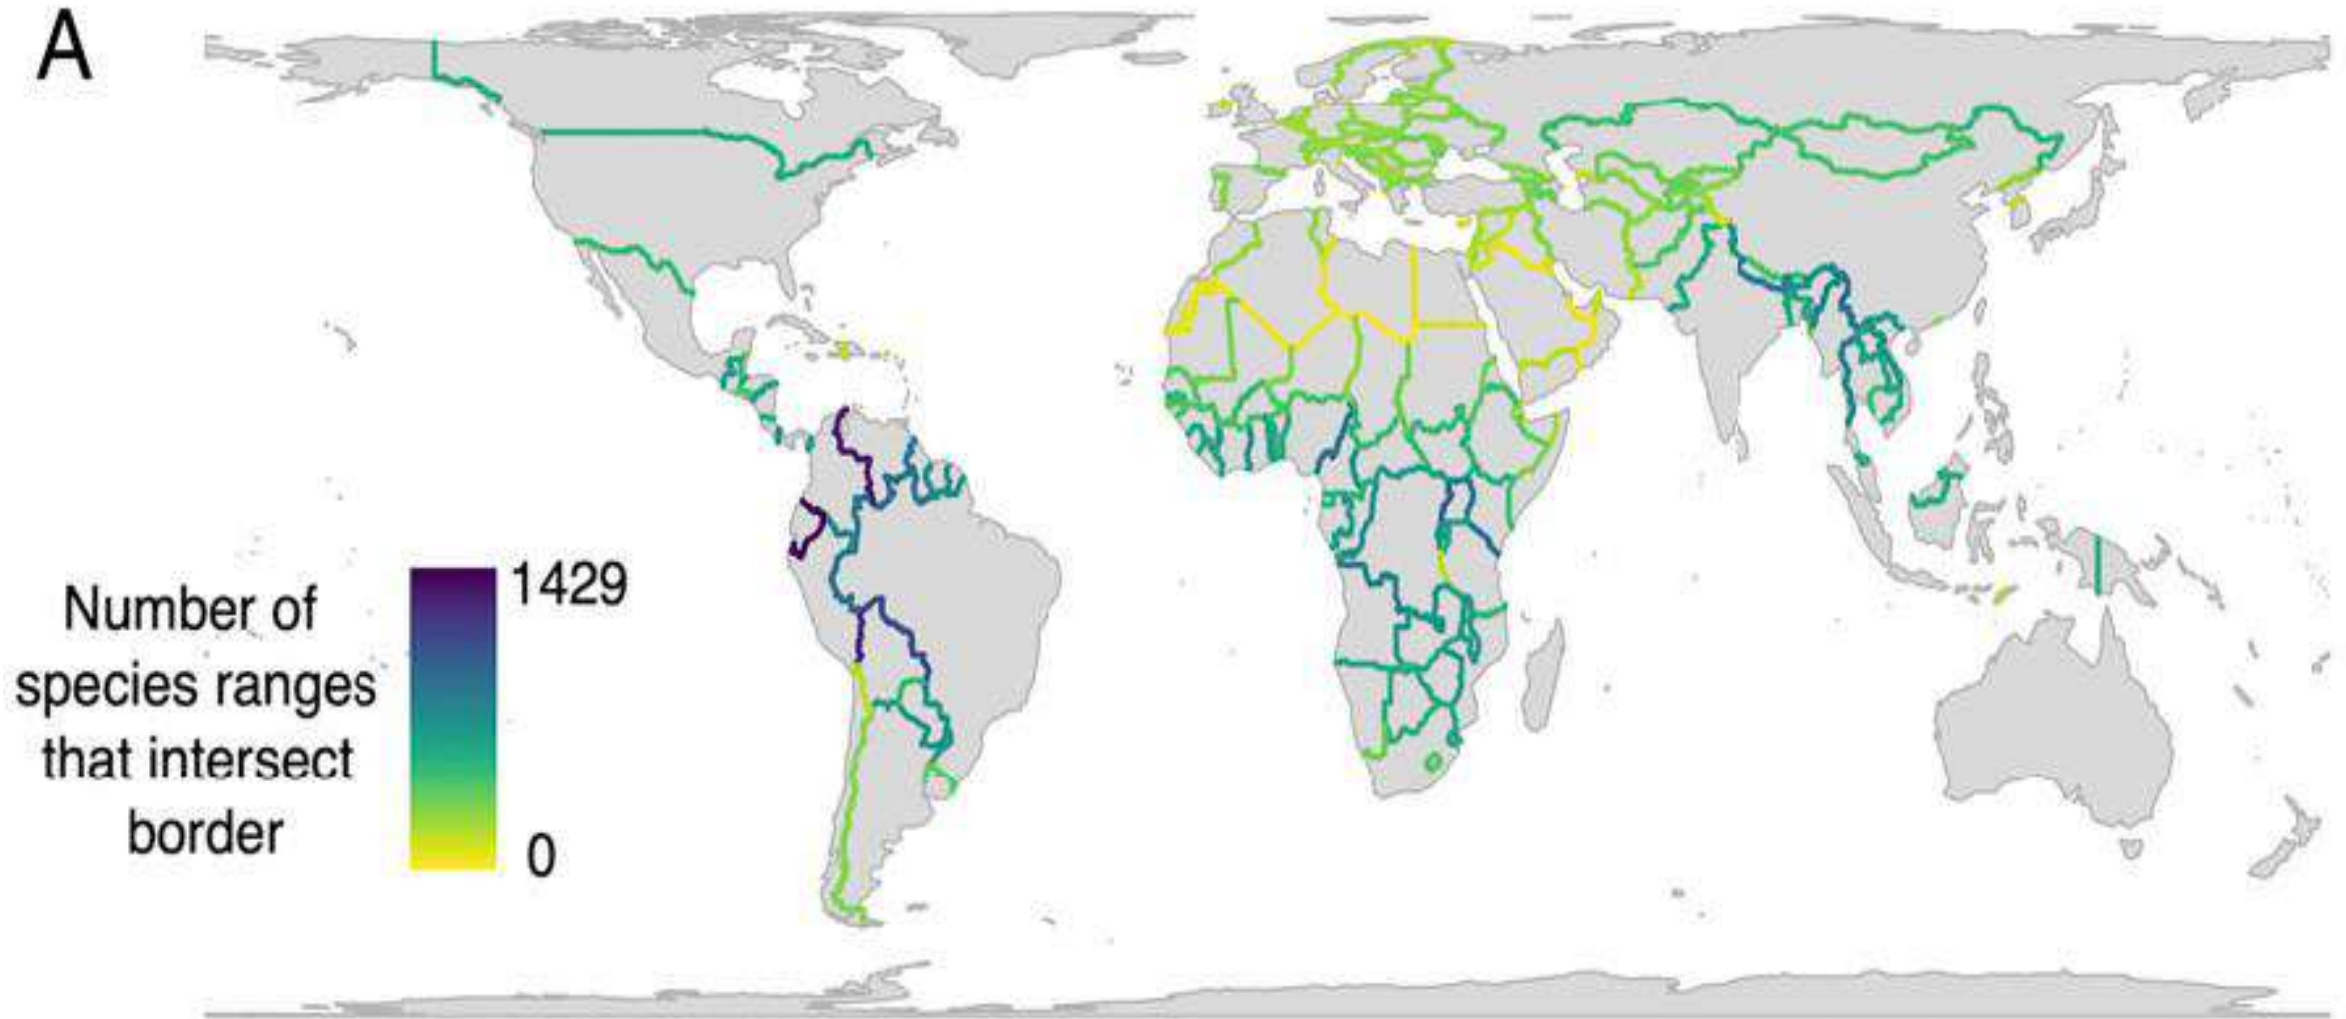 A
Number of
species ranges
that intersect
border
1429
0